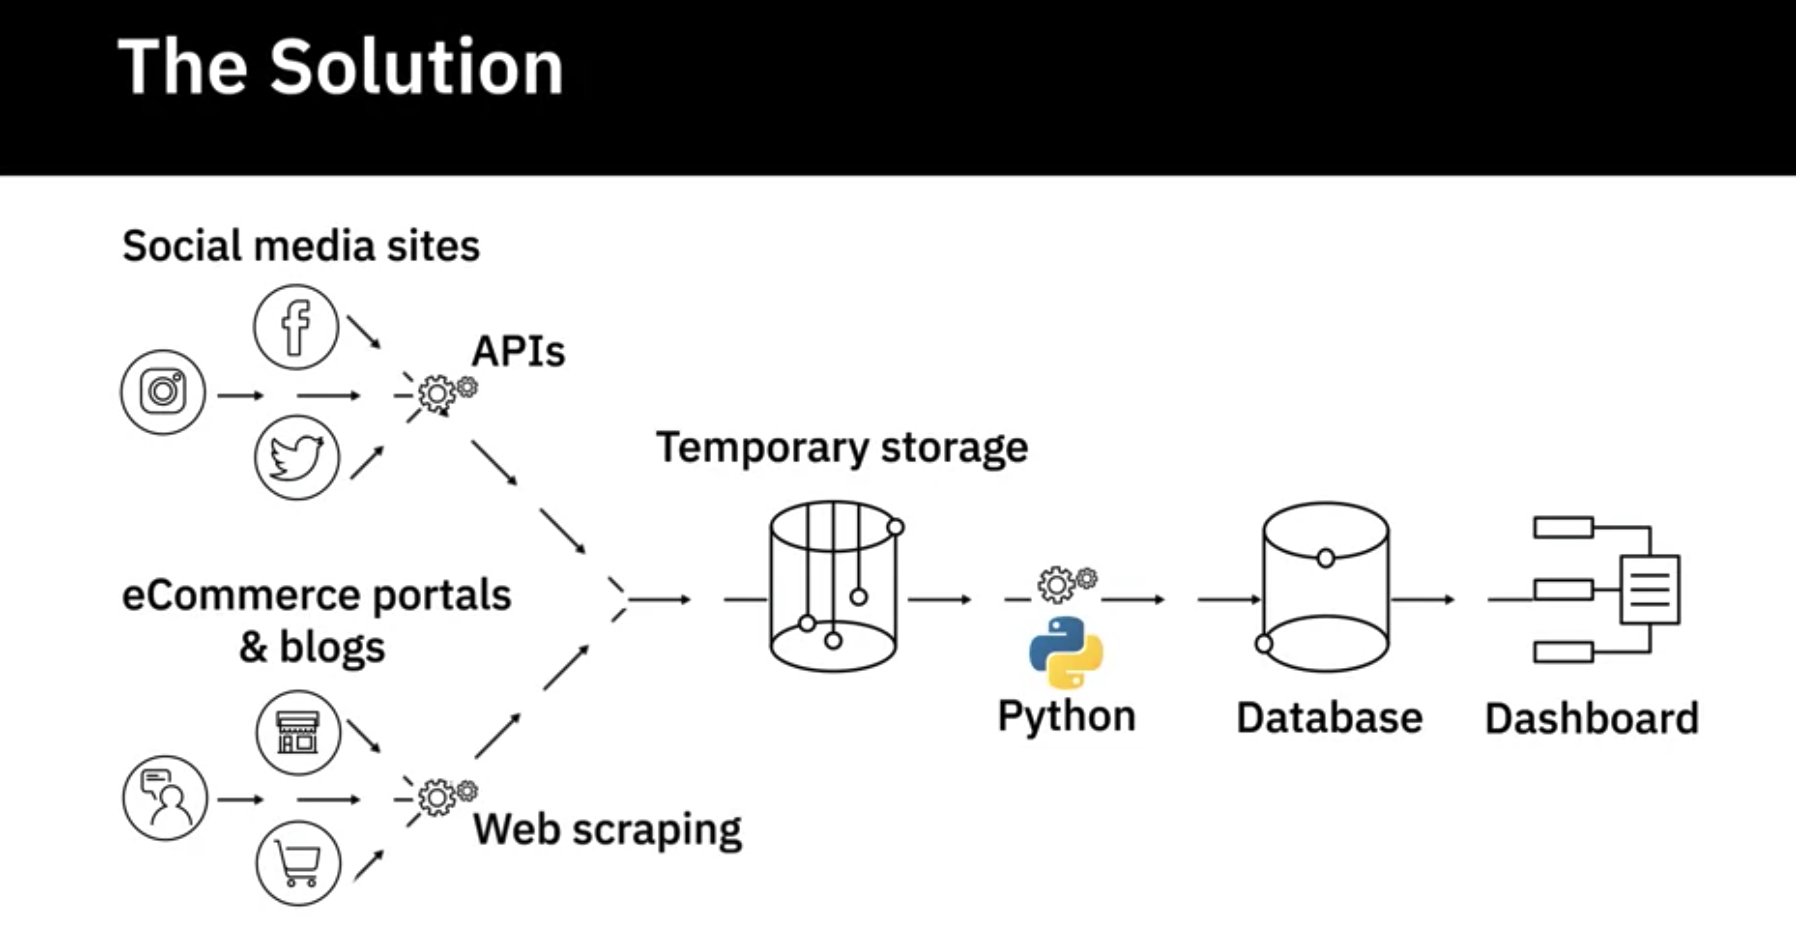 The Solution
Social media sites
APIs
Temporary storage
eCommerce portals
& blogs
Python
Database
Dashboard
Web scraping